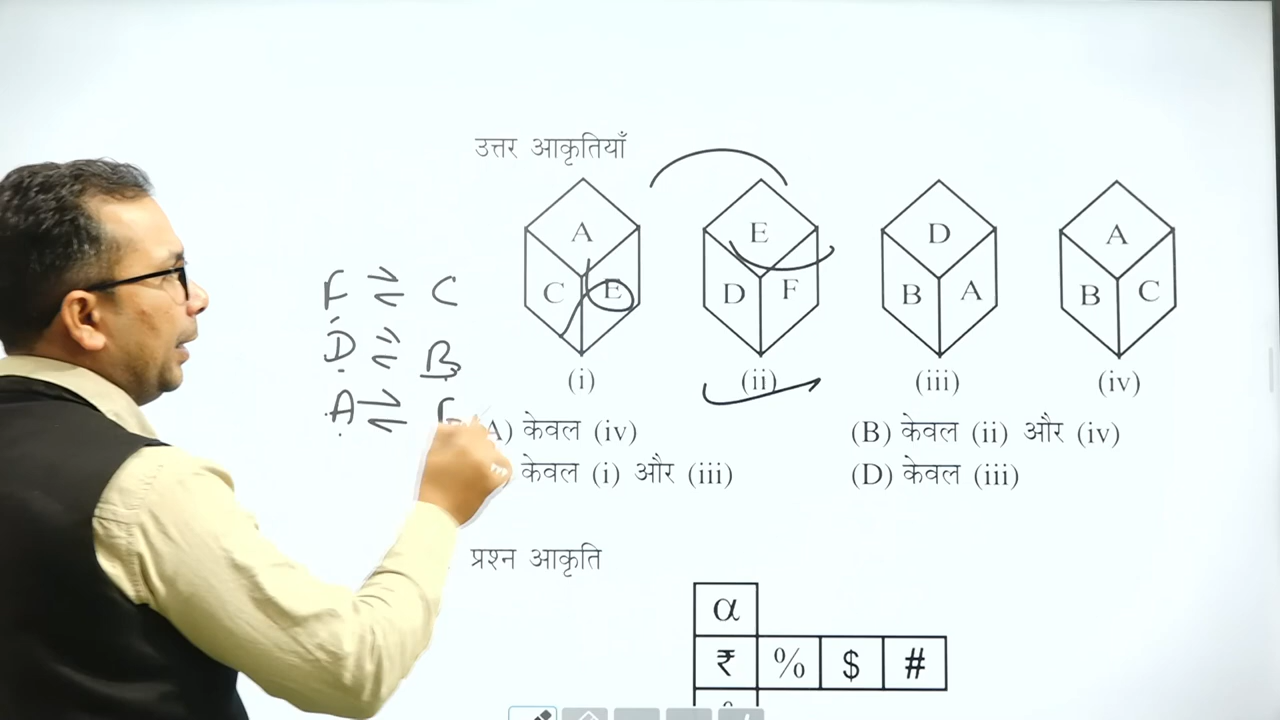 उत्तर आकृतियाँ
A
C E
(i)
E
D F
(ii)
D
B A
(iii)
A
B C
(iv)
F ⇌ C
D ⇌ B
A ⇌
A) केवल (iv)
(B) केवल (ii) और (iv)
केवल (i) और (iii)
(D) केवल (iii)
प्रश्न आकृति
α
₹ % $ #